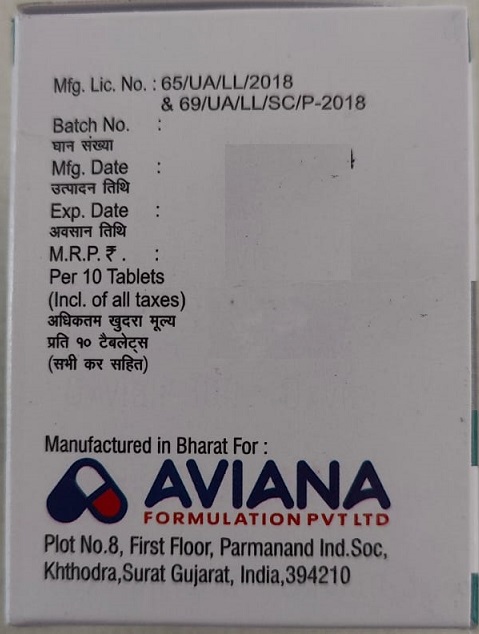 Mfg. Lic. No. : 65/UA/LL/2018
& 69/UA/LL/SC/P-2018
Batch No. :
घान संख्या
Mfg. Date :
उत्पादन तिथि
Exp. Date :
अवसान तिथि
M.R.P. ₹ . :
Per 10 Tablets
(Incl. of all taxes)
अधिकतम खुदरा मूल्य
प्रति १० टैबलेट्स
(सभी कर सहित)
Manufactured in Bharat For :
AVIANA
FORMULATION PVT LTD
Plot No.8, First Floor, Parmanand Ind.Soc,
Khthodra,Surat Gujarat, India,394210